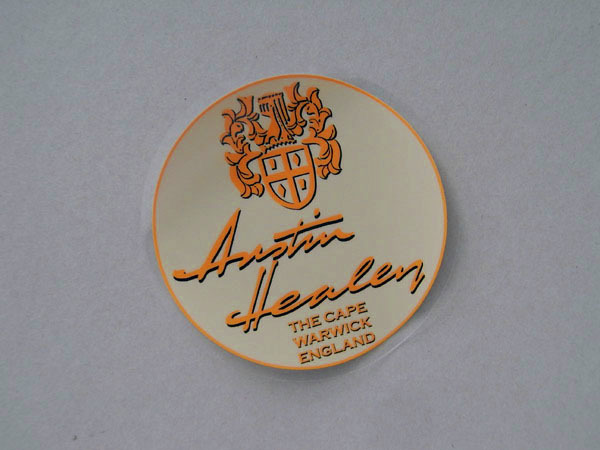 Austin
Healey
THE CAPE
WARWICK
ENGLAND